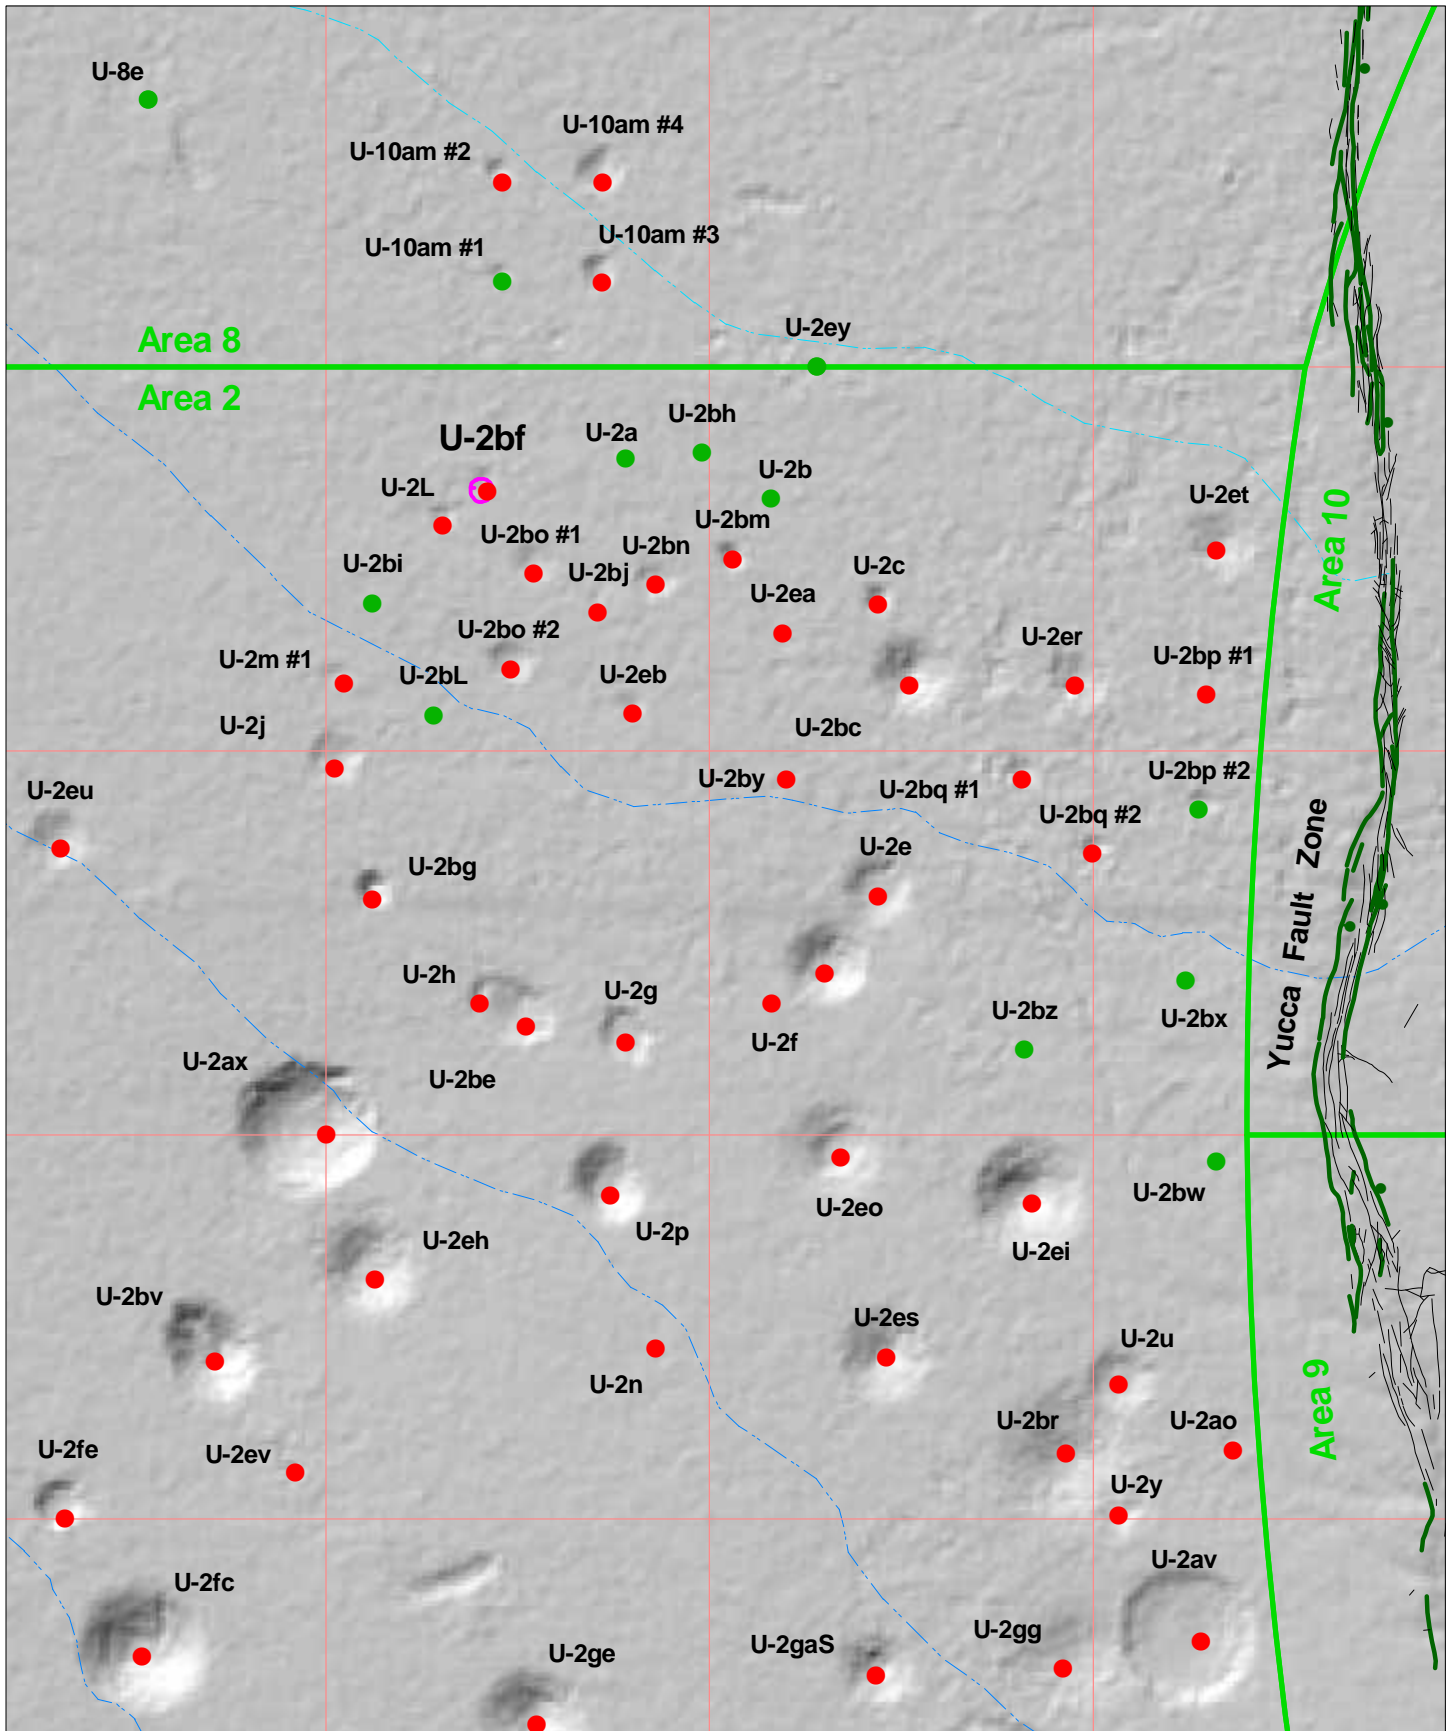 U-8e
U-10am #4
U-10am #2
U-10am #3
U-10am #1
U-2ey
Area 8
Area 2
U-2bf
U-2a
U-2bh
U-2b
U-2L
U-2et
U-2bo #1
U-2bn
U-2bm
Area 10
U-2bi
U-2bj
U-2c
U-2ea
U-2bo #2
U-2er
U-2bp #1
U-2m #1
U-2bL
U-2eb
U-2j
U-2bc
U-2by
U-2bq #1
U-2bp #2
U-2eu
U-2bq #2
U-2e
U-2bg
Yucca Fault Zone
U-2h
U-2g
U-2f
U-2bz
U-2bx
U-2ax
U-2be
U-2bw
U-2eo
U-2p
U-2eh
U-2ei
U-2bv
U-2es
U-2u
U-2n
Area 9
U-2br
U-2ao
U-2fe
U-2ev
U-2y
U-2av
U-2fc
U-2ge
U-2gaS
U-2gg